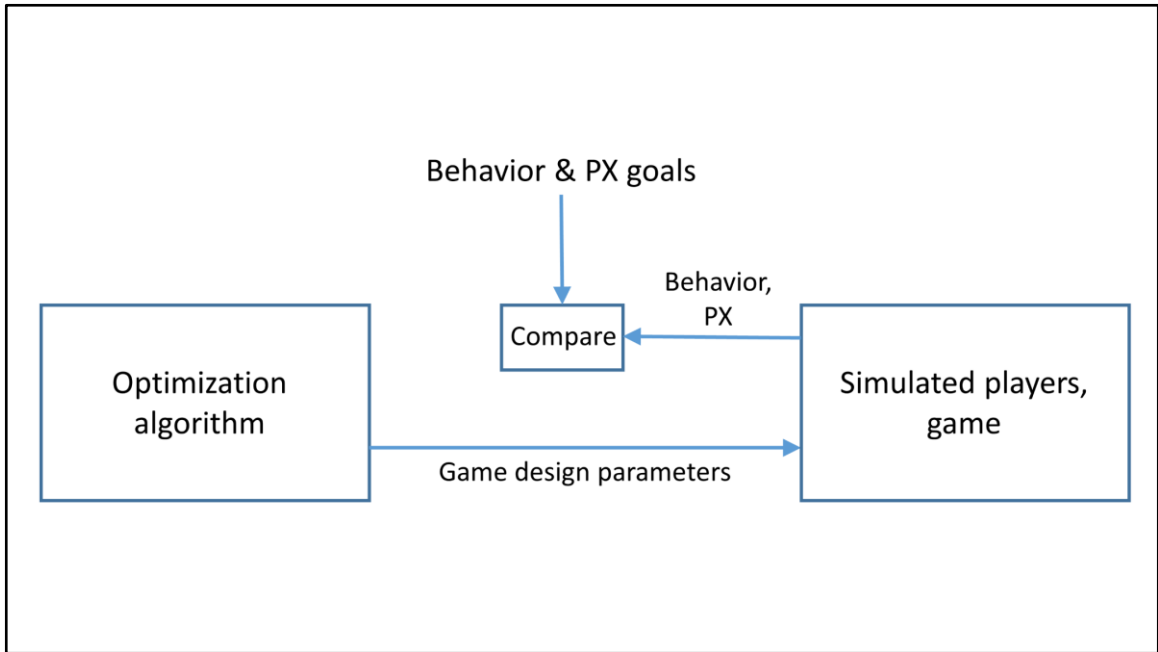 Behavior & PX goals
Behavior,
PX
Compare
Optimization
algorithm
Simulated players,
game
Game design parameters